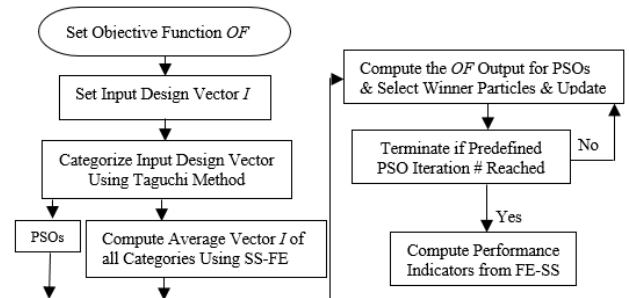 Set Objective Function OF
Set Input Design Vector I
Categorize Input Design Vector
Using Taguchi Method
PSOs
Compute Average Vector I of
all Categories Using SS-FE
Compute the OF Output for PSOs
& Select Winner Particles & Update
Terminate if Predefined
PSO Iteration # Reached
No
Yes
Compute Performance
Indicators from FE-SS